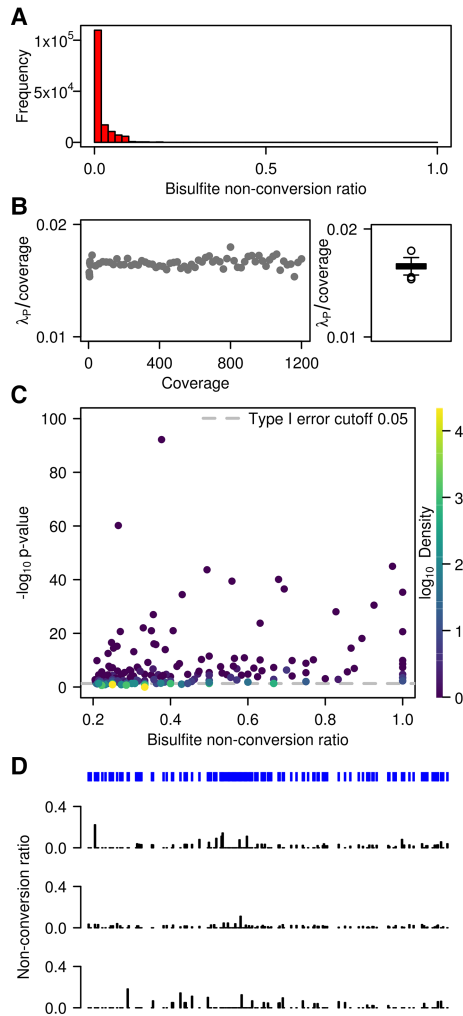 A
Frequency
1x10⁵
5x10⁴
0
0.0 0.5 1.0
Bisulfite non-conversion ratio
B
λP/coverage
0.02
0.01
0 400 800 1200
Coverage
λP/coverage
0.02
0.01
C
Type I error cutoff 0.05
-log10 p-value
100
80
60
40
20
0
0.2 0.4 0.6 0.8 1.0
Bisulfite non-conversion ratio
log10 Density
4
3
2
1
0
D
Non-conversion ratio
0.4
0.0
0.4
0.0
0.4
0.0